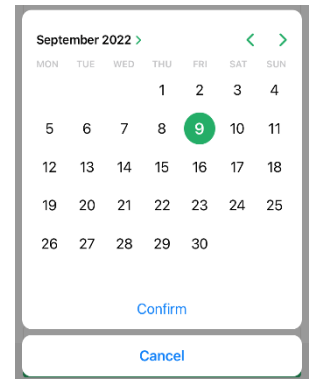 September 2022 >
MON TUE WED THU FRI SAT SUN
1 2 3 4
5 6 7 8 9 10 11
12 13 14 15 16 17 18
19 20 21 22 23 24 25
26 27 28 29 30
Confirm
Cancel